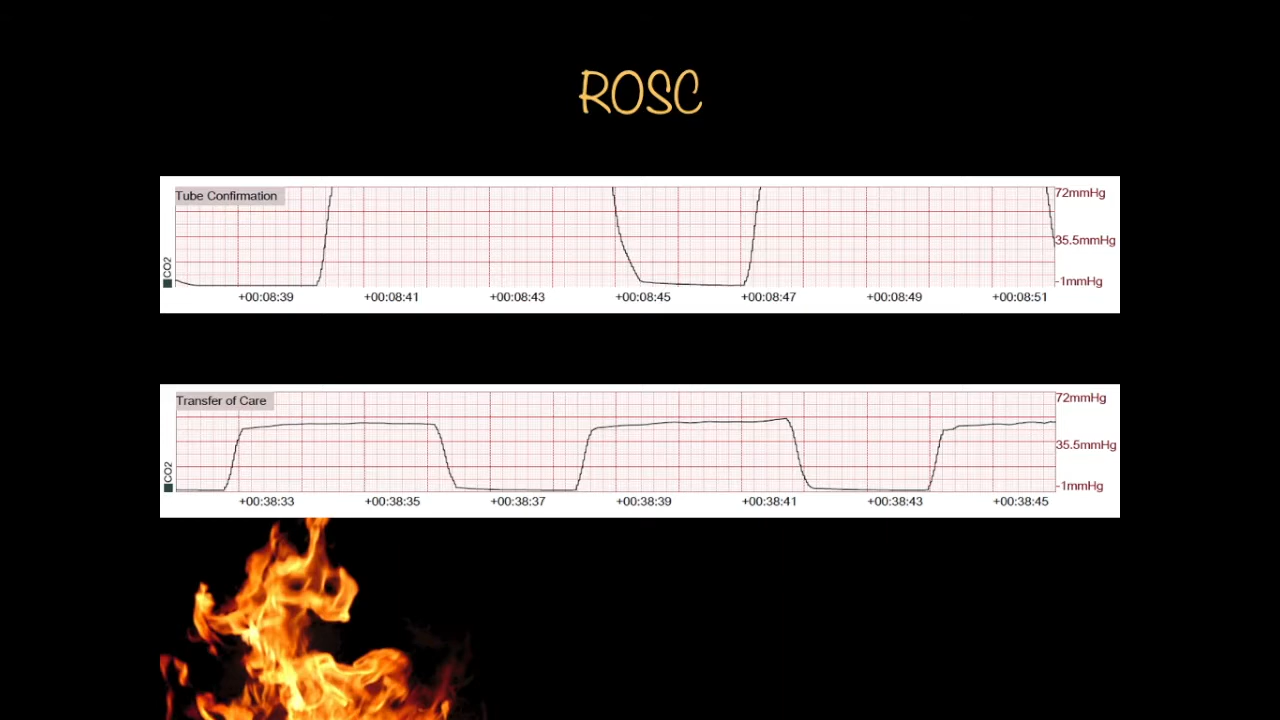 ROSC
Tube Confirmation
72mmHg
35.5mmHg
-1mmHg
CO2
+00:08:39 +00:08:41 +00:08:43 +00:08:45 +00:08:47 +00:08:49 +00:08:51
Transfer of Care
72mmHg
35.5mmHg
-1mmHg
CO2
+00:38:33 +00:38:35 +00:38:37 +00:38:39 +00:38:41 +00:38:43 +00:38:45